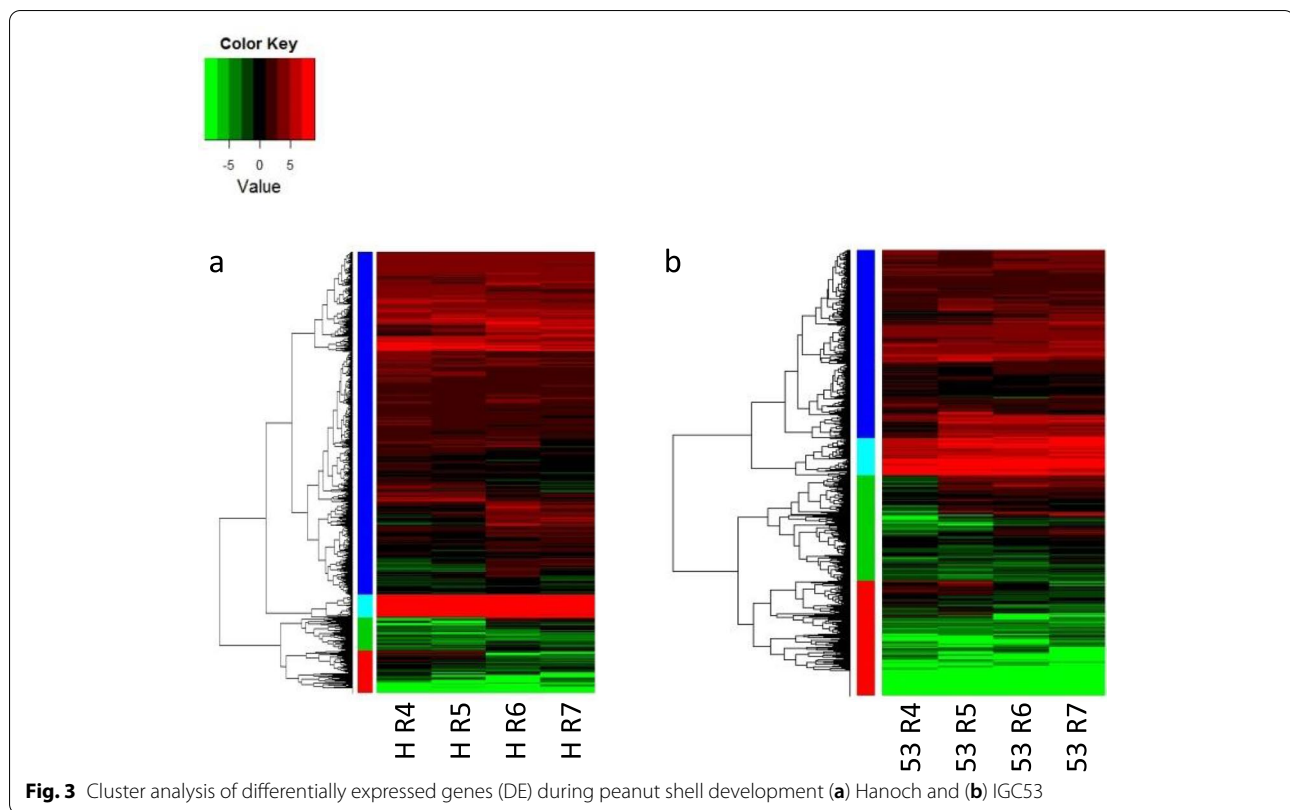 Color Key
-5 0 5
Value
a
b
H R4
H R5
H R6
H R7
53 R4
53 R5
53 R6
53 R7
Fig. 3 Cluster analysis of differentially expressed genes (DE) during peanut shell development (a) Hanoch and (b) IGC53